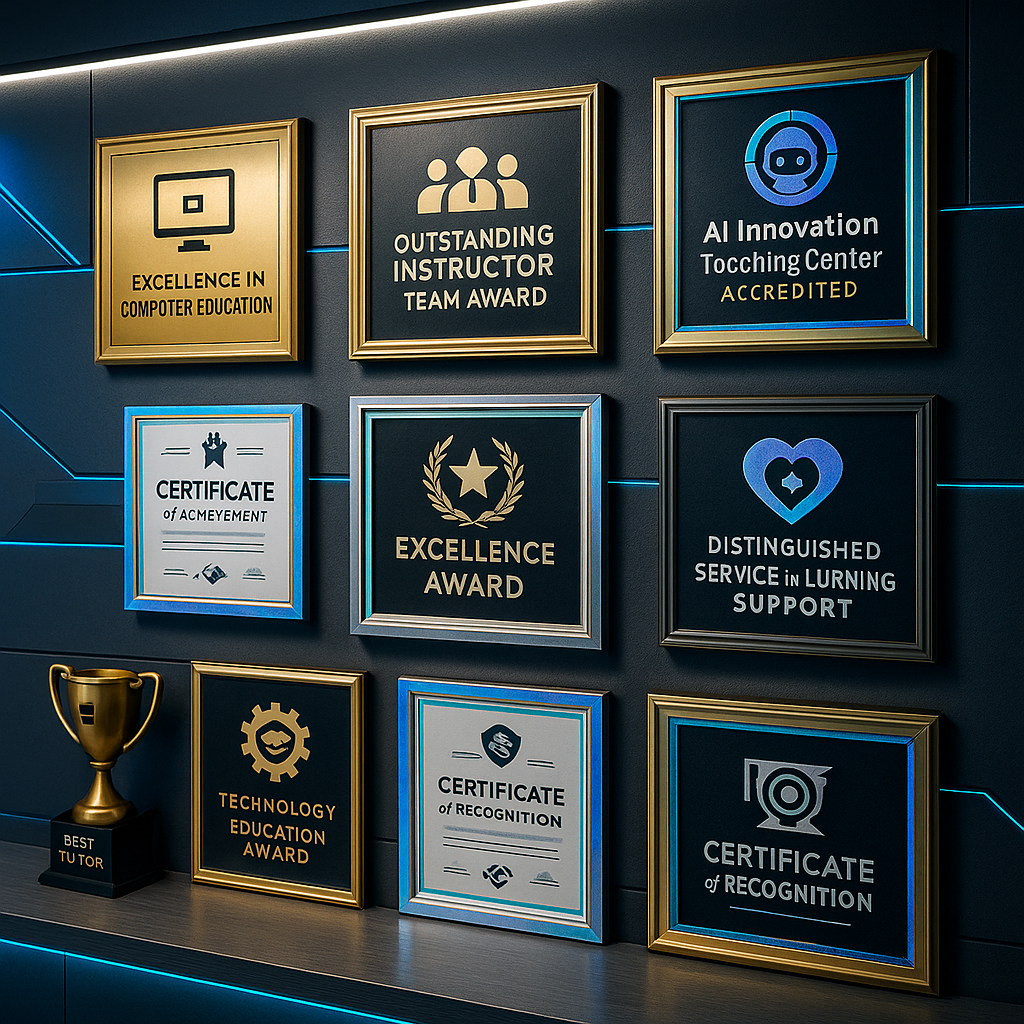 EXCELLENCE IN
COMPOTER EDUCATION
OUTSTANDING
INSTRUCTOR
TEAM AWARD
AI Innovation
Tocching Center
ACCREDITED
CERTIFICATE
of ACMEYEMENT
EXCELLENCE
AWARD
DISTINGUISHED
SERVICE in LURNING
SUPPORT
BEST
TU TOR
TECHNOLOGY
EDUCATION
AWARD
CERTIFICATE
of RECOGNITION
CERTIFICATE
of RECOGNITION